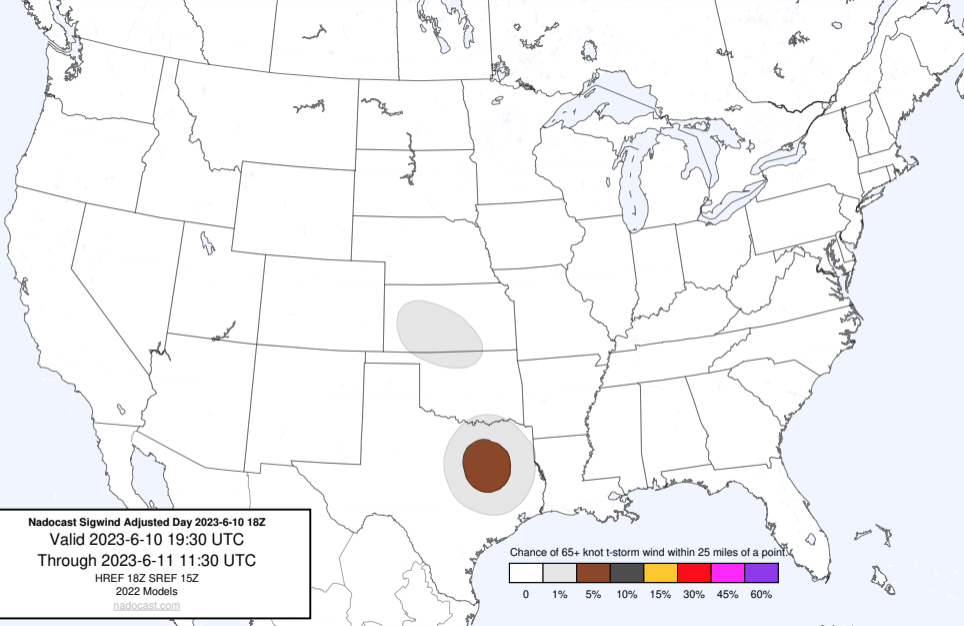 Nadocast Sigwind Adjusted Day 2023-6-10 18Z
Valid 2023-6-10 19:30 UTC
Through 2023-6-11 11:30 UTC
HREF 18Z SREF 15Z
2022 Models
nadocast.com
Chance of 65+ knot t-storm wind within 25 miles of a point.
0 1% 5% 10% 15% 30% 45% 60%